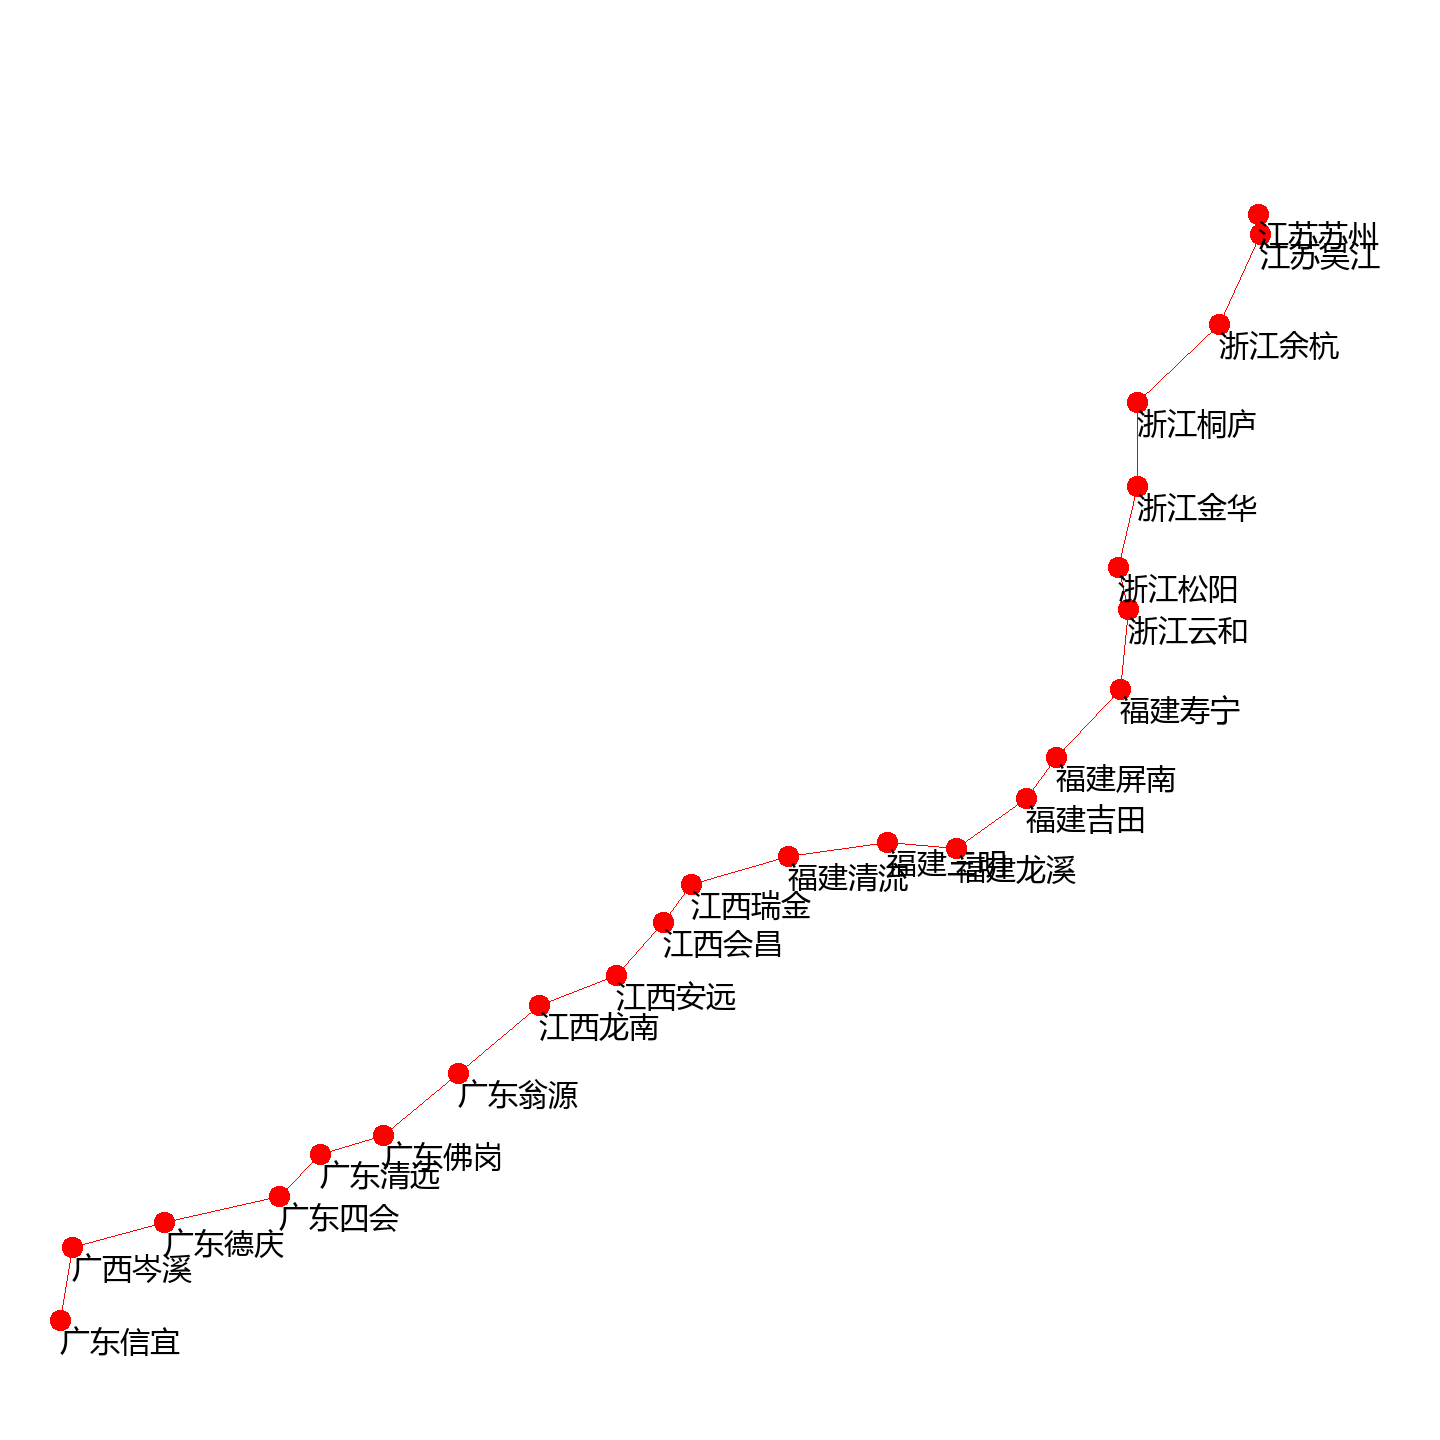 江苏苏州
江苏吴江
浙江余杭
浙江桐庐
浙江金华
浙江松阳
浙江云和
福建寿宁
福建屏南
福建吉田
福建三明
福建龙溪
福建清流
江西瑞金
江西会昌
江西安远
江西龙南
广东翁源
广东佛岗
广东清远
广东四会
广东德庆
广西岑溪
广东信宜